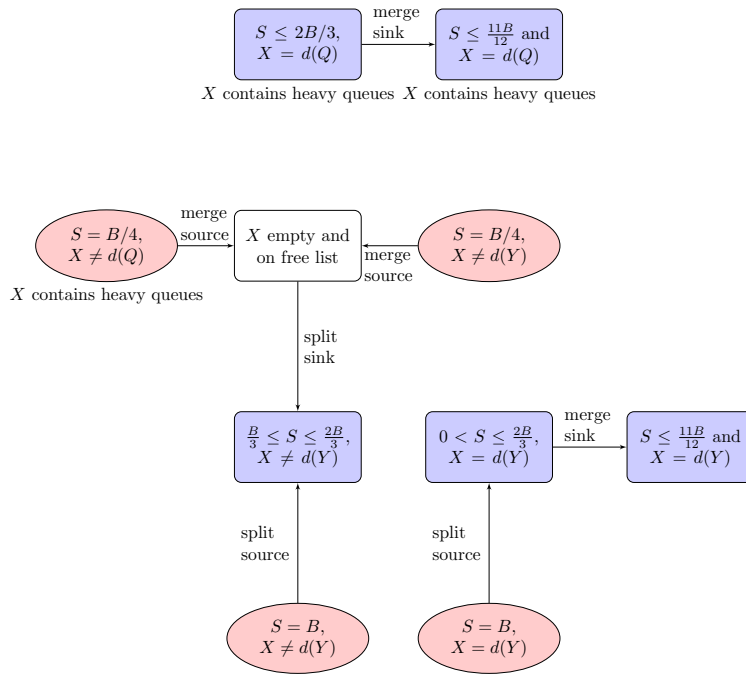 S ≤ 2B/3,
X = d(Q)
merge
sink
S ≤ 11B/12 and
X = d(Q)
X contains heavy queues
X contains heavy queues
S = B/4,
X ≠ d(Q)
X contains heavy queues
merge
source
X empty and
on free list
merge
source
S = B/4,
X ≠ d(Y)
split
sink
B/3 ≤ S ≤ 2B/3,
X ≠ d(Y)
0 < S ≤ 2B/3,
X = d(Y)
merge
sink
S ≤ 11B/12 and
X = d(Y)
split
source
split
source
S = B,
X ≠ d(Y)
S = B,
X = d(Y)